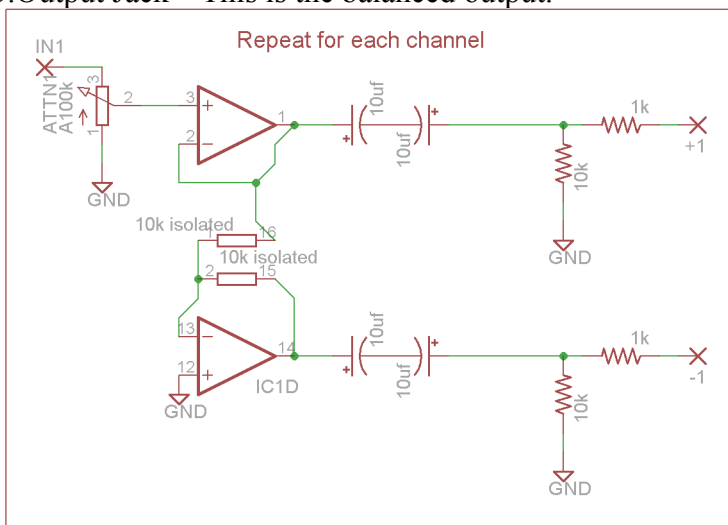 Output Jack – This is the balanced output.
Repeat for each channel
IN1
ATTN1
A100k
3
2
1
GND
3
2
1
10uf
10uf
1k
+1
10k
GND
10k isolated
1
16
10k isolated
2
15
13
12
14
IC1D
GND
10uf
10uf
1k
-1
10k
GND